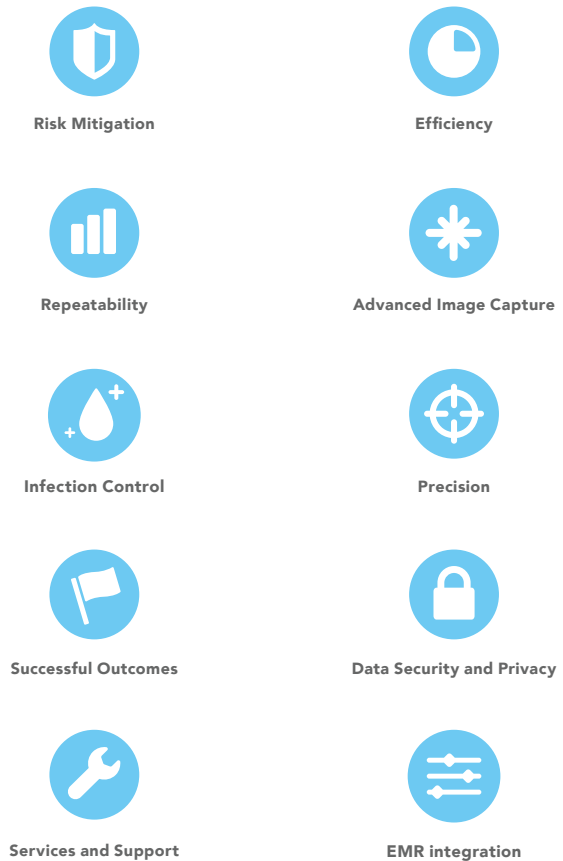 Risk Mitigation
Efficiency
Repeatability
Advanced Image Capture
Infection Control
Precision
Successful Outcomes
Data Security and Privacy
Services and Support
EMR integration